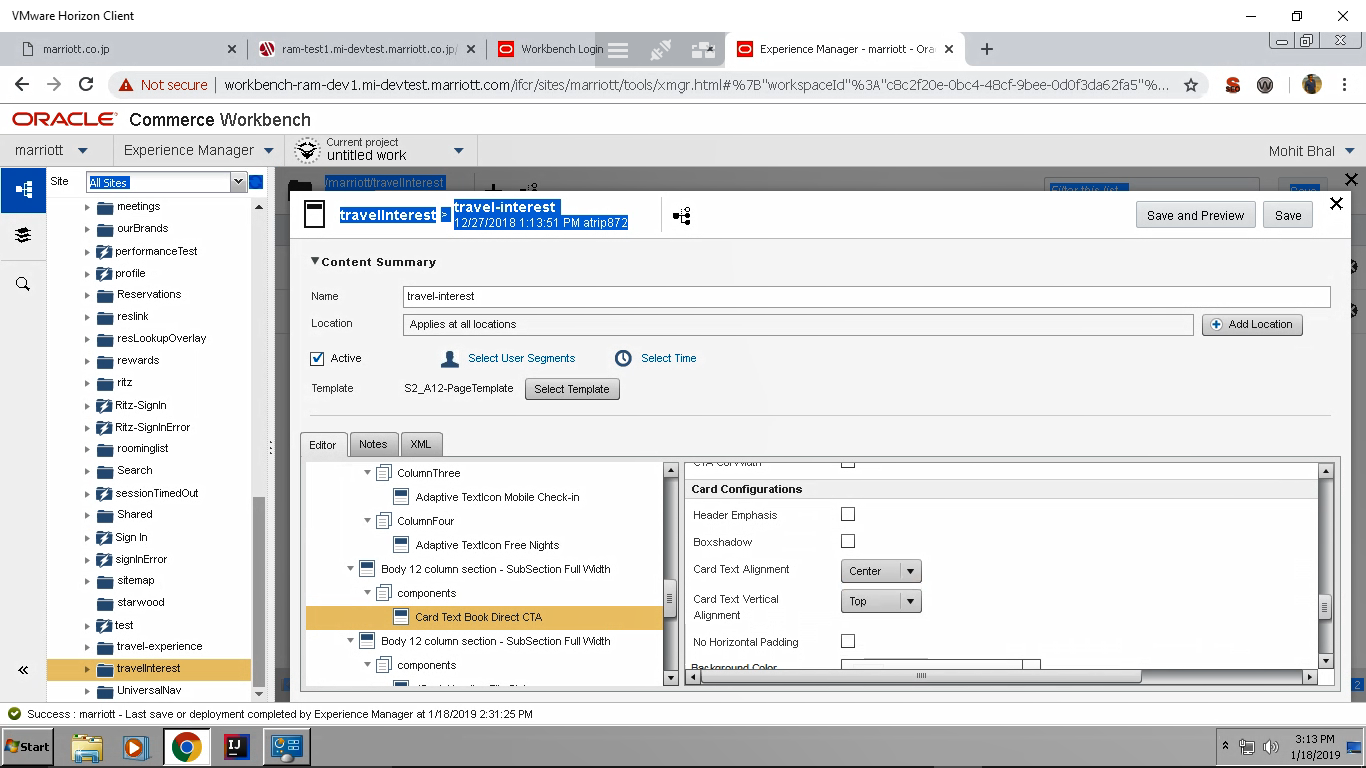 VMware Horizon Client
marriott.co.jp
ram-test1.mi-devtest.marriott.co.jp/
Workbench Login
Experience Manager - marriott - Ora
Not secure
workbench-ram-dev1.mi-devtest.marriott.com/ifcr/sites/marriott/tools/xmgr.html#%7B"workspaceId"%3A"c8c2f20e-0bc4-48cf-9bee-0d0f3da62fa5"%...
ORACLE Commerce Workbench
marriott
Experience Manager
Current project
untitled work
Mohit Bhal
Site
All Sites
/marriott/travelInterest
Filter this list...
Save
meetings
ourBrands
performanceTest
profile
Reservations
reslink
resLookupOverlay
rewards
ritz
Ritz-SignIn
Ritz-SignInError
roominglist
Search
sessionTimedOut
Shared
Sign In
signInError
sitemap
starwood
test
travel-experience
travelInterest
UniversalNav
travelInterest >
travel-interest
12/27/2018 1:13:51 PM atrip872
Save and Preview
Save
Content Summary
Name
travel-interest
Location
Applies at all locations
Add Location
Active
Select User Segments
Select Time
Template
S2_A12-PageTemplate
Select Template
Editor
Notes
XML
ColumnThree
Adaptive TextIcon Mobile Check-in
ColumnFour
Adaptive TextIcon Free Nights
Body 12 column section - SubSection Full Width
components
Card Text Book Direct CTA
Body 12 column section - SubSection Full Width
components
Card Configurations
Header Emphasis
Boxshadow
Card Text Alignment
Center
Card Text Vertical
Alignment
Top
No Horizontal Padding
Background Color
2
Success : marriott - Last save or deployment completed by Experience Manager at 1/18/2019 2:31:25 PM
Start
3:13 PM
1/18/2019